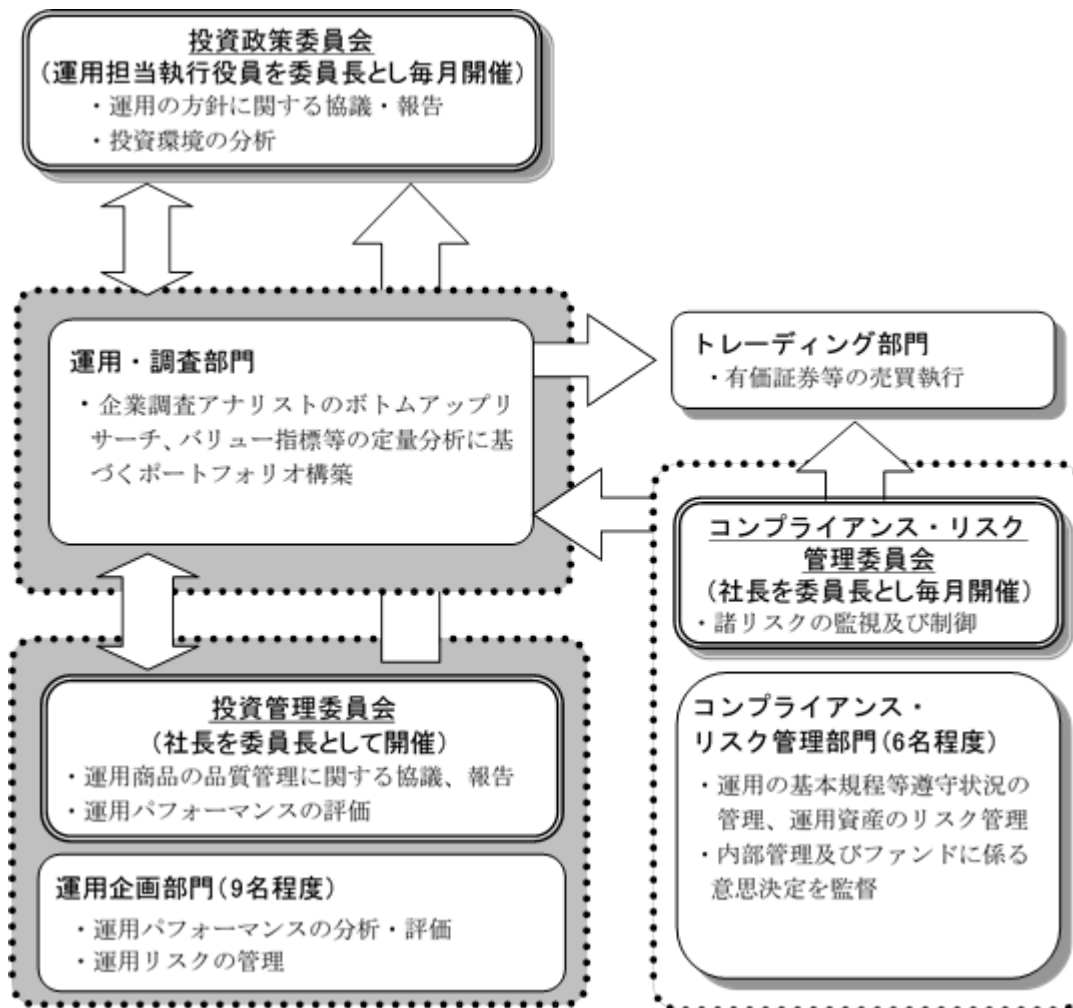 投資政策委員会
(運用担当執行役員を委員長とし毎月開催)
・運用の方針に関する協議・報告
・投資環境の分析
運用・調査部門
・企業調査アナリストのボトムアップリ
サーチ、バリュー指標等の定量分析に基
づくポートフォリオ構築
トレーディング部門
・有価証券等の売買執行
コンプライアンス・リスク
管理委員会
(社長を委員長とし毎月開催)
・諸リスクの監視及び制御
コンプライアンス・
リスク管理部門(6名程度)
・運用の基本規程等遵守状況の
管理、運用資産のリスク管理
・内部管理及びファンドに係る
意思決定を監督
投資管理委員会
(社長を委員長として開催)
・運用商品の品質管理に関する協議、報告
・運用パフォーマンスの評価
運用企画部門(9名程度)
・運用パフォーマンスの分析・評価
・運用リスクの管理